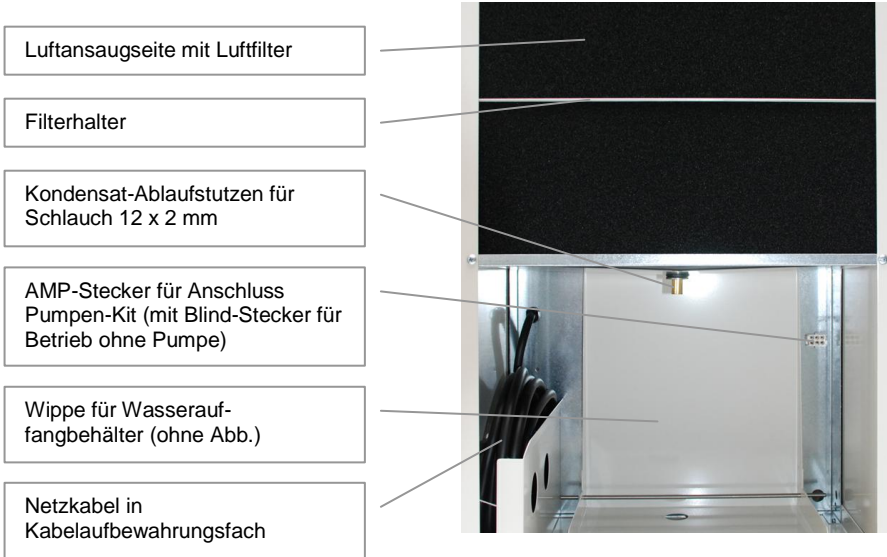 Luftansaugseite mit Luftfilter
Filterhalter
Kondensat-Ablaufstutzen für
Schlauch 12 x 2 mm
AMP-Stecker für Anschluss
Pumpen-Kit (mit Blind-Stecker für
Betrieb ohne Pumpe)
Wippe für Wasserauf-
fangbehälter (ohne Abb.)
Netzkabel in
Kabelaufbewahrungsfach